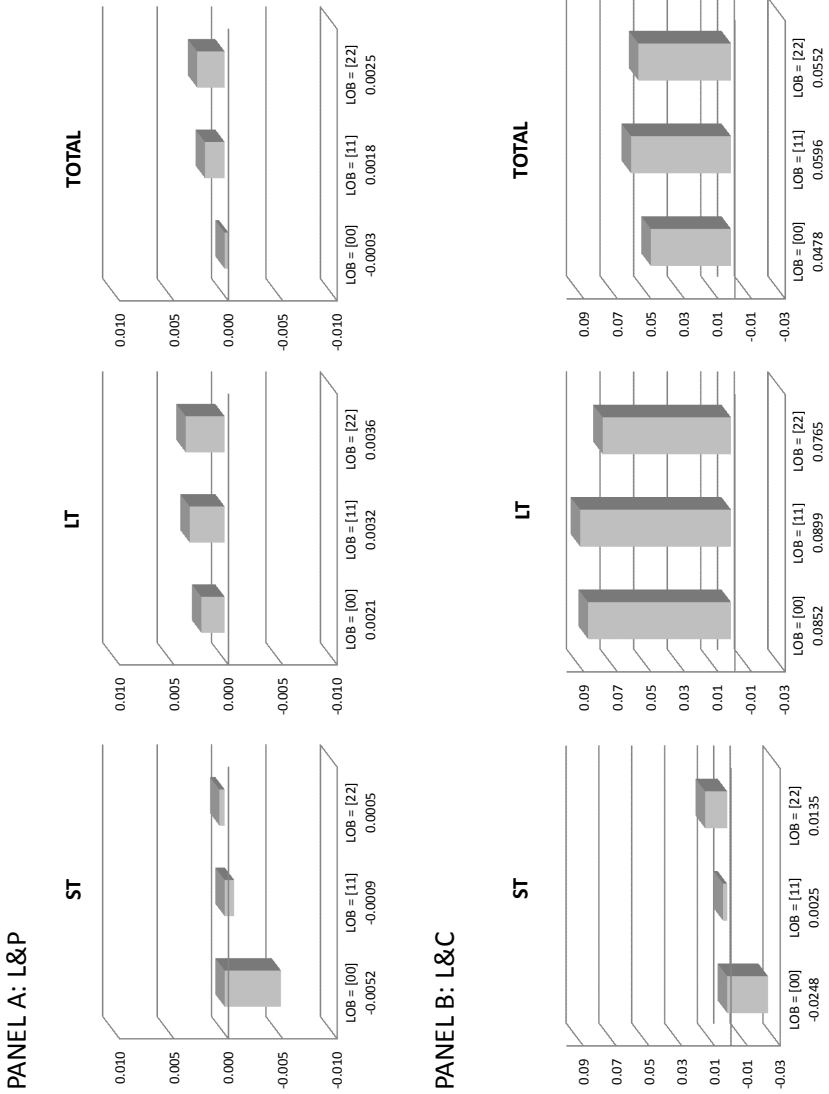 PANEL A: L&P
ST
0.010
0.005
0.000
-0.005
-0.010
LOB = [00] LOB = [11] LOB = [22]
-0.0052 -0.0009 0.0005
LT
0.010
0.005
0.000
-0.005
-0.010
LOB = [00] LOB = [11] LOB = [22]
0.0021 0.0032 0.0036
TOTAL
0.010
0.005
0.000
-0.005
-0.010
LOB = [00] LOB = [11] LOB = [22]
-0.0003 0.0018 0.0025
PANEL B: L&C
ST
0.09
0.07
0.05
0.03
0.01
-0.01
-0.03
LOB = [00] LOB = [11] LOB = [22]
-0.0248 0.0025 0.0135
LT
0.09
0.07
0.05
0.03
0.01
-0.01
-0.03
LOB = [00] LOB = [11] LOB = [22]
0.0852 0.0899 0.0765
TOTAL
0.09
0.07
0.05
0.03
0.01
-0.01
-0.03
LOB = [00] LOB = [11] LOB = [22]
0.0478 0.0596 0.0552